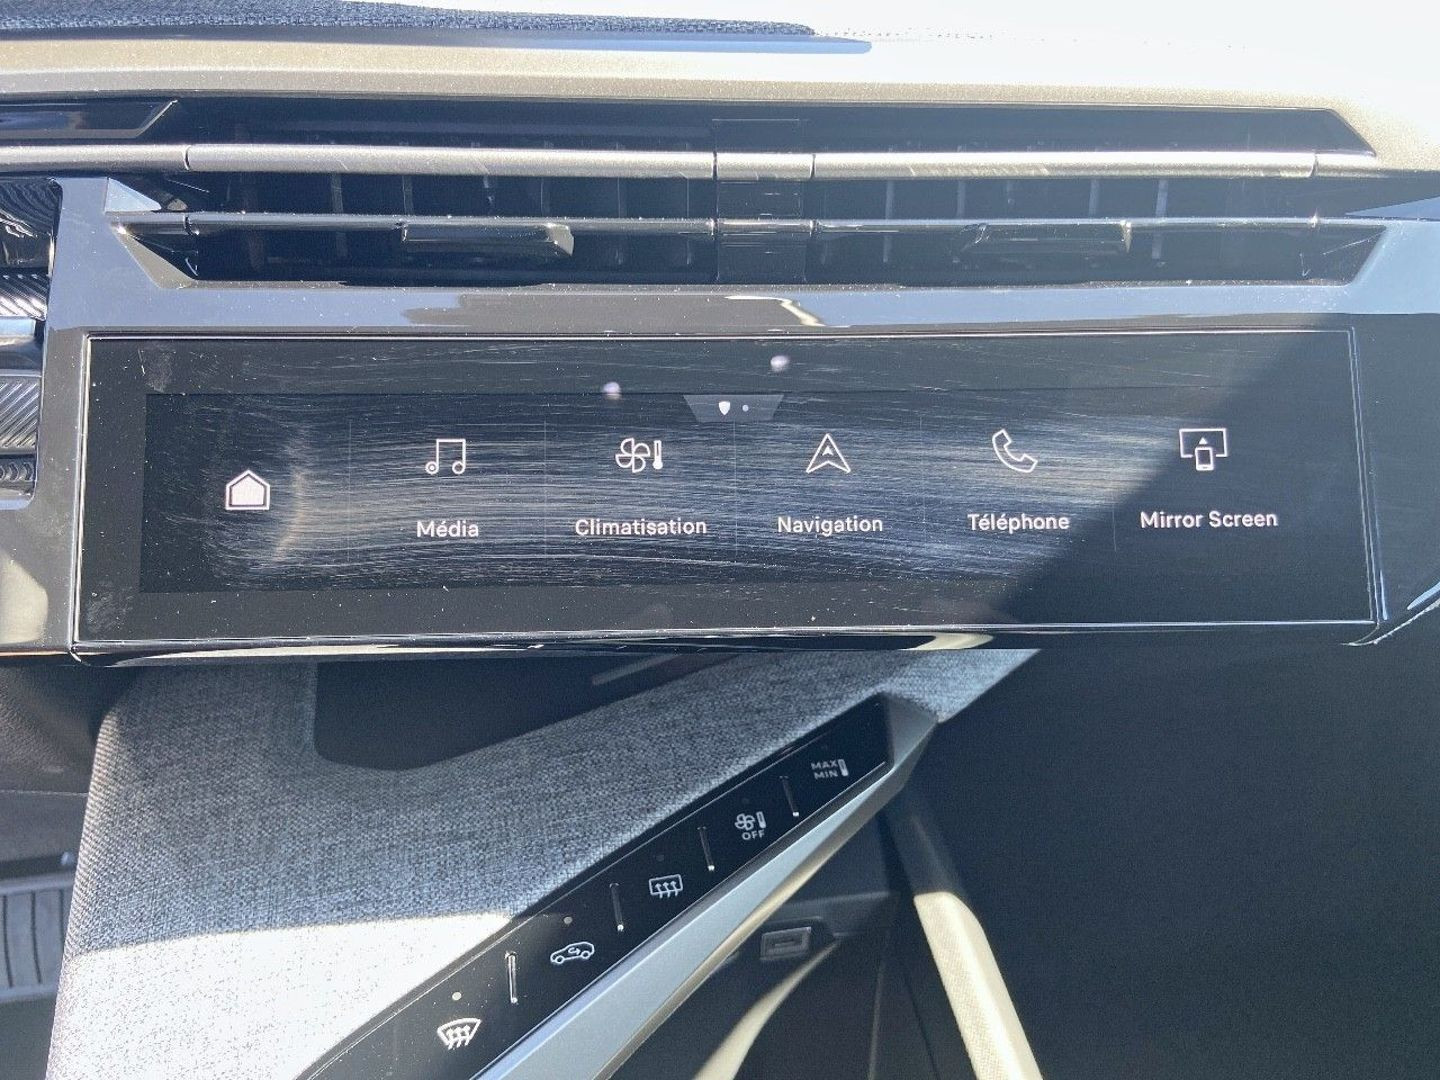 Média
Climatisation
Navigation
Téléphone
Mirror Screen
MAX
MIN
OFF